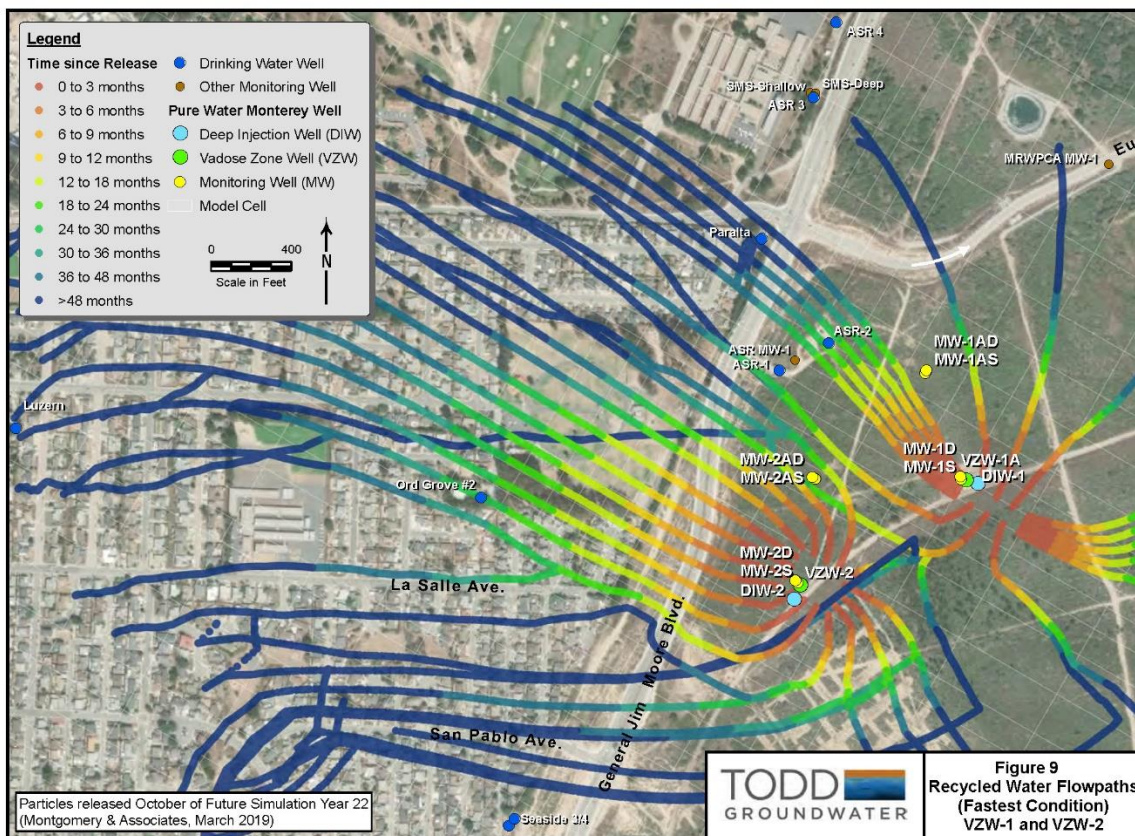 Legend
Time since Release
0 to 3 months
3 to 6 months
6 to 9 months
9 to 12 months
12 to 18 months
18 to 24 months
24 to 30 months
30 to 36 months
36 to 48 months
>48 months
Drinking Water Well
Other Monitoring Well
Pure Water Monterey Well
Deep Injection Well (DIW)
Vadose Zone Well (VZW)
Monitoring Well (MW)
Model Cell
0 400
Scale in Feet
N
ASR 4
SMS-Shallow
SMS-Deep
ASR 3
MRWPCA MW-1
Eu
Paralta
ASR-2
ASR MW-1
ASR-1
MW-1AD
MW-1AS
Luzern
MW-1D
MW-1S
VZW-1A
DIW-1
MW-2AD
MW-2AS
Ord Grove #2
MW-2D
MW-2S
VZW-2
DIW-2
La Salle Ave.
General Jim Moore Blvd.
San Pablo Ave.
Seaside 3/4
Particles released October of Future Simulation Year 22
(Montgomery & Associates, March 2019)
TODD
GROUNDWATER
Figure 9
Recycled Water Flowpaths
(Fastest Condition)
VZW-1 and VZW-2